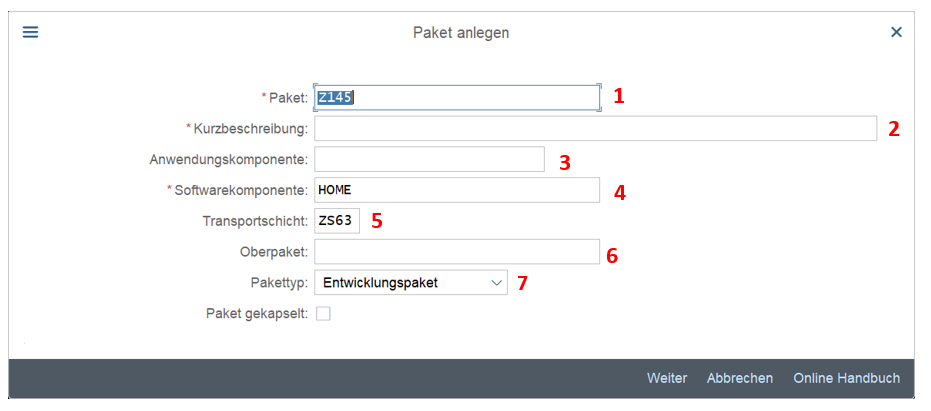 Paket anlegen
* Paket: Z145 1
* Kurzbeschreibung: 2
Anwendungskomponente: 3
* Softwarekomponente: HOME 4
Transportschicht: ZS63 5
Oberpaket: 6
Pakettyp: Entwicklungspaket 7
Paket gekapselt:
Weiter Abbrechen Online Handbuch